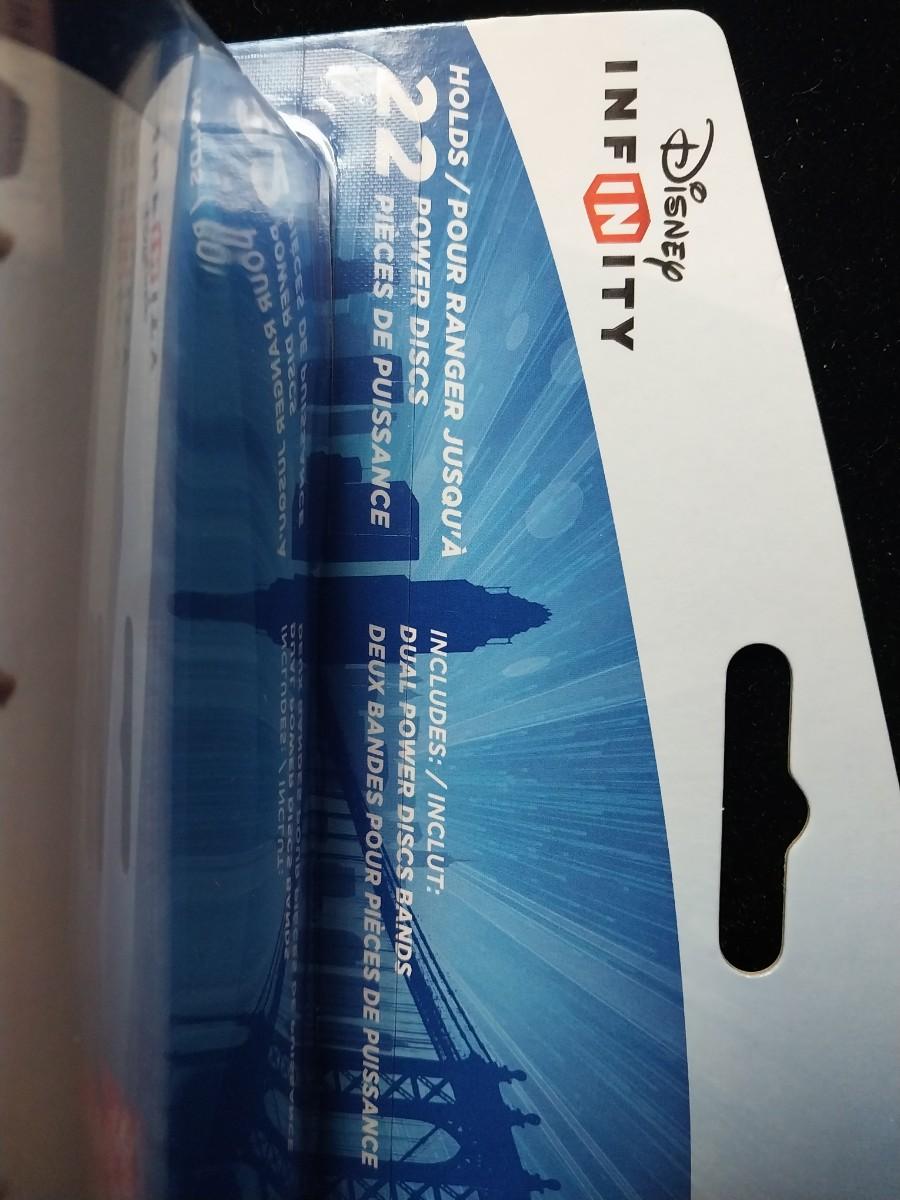 Disney
INFINITY
HOLDS / POUR RANGER JUSQU'À
22 POWER DISCS
22 PIÈCES DE PUISSANCE
INCLUDES: / INCLUT:
DUAL POWER DISCS BANDS
DEUX BANDES POUR PIÈCES DE PUISSANCE